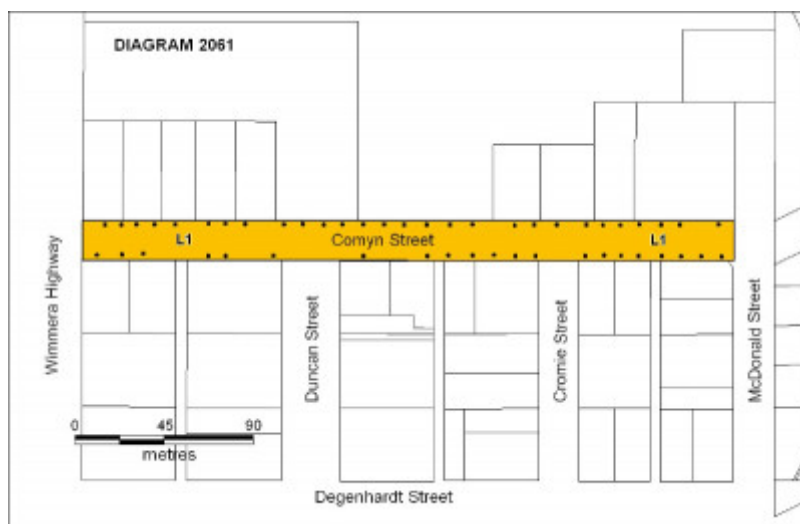 DIAGRAM 2061
L1
Comyn Street
L1
Wimmera Highway
Duncan Street
Cromie Street
McDonald Street
0 45 90
metres
Degenhardt Street